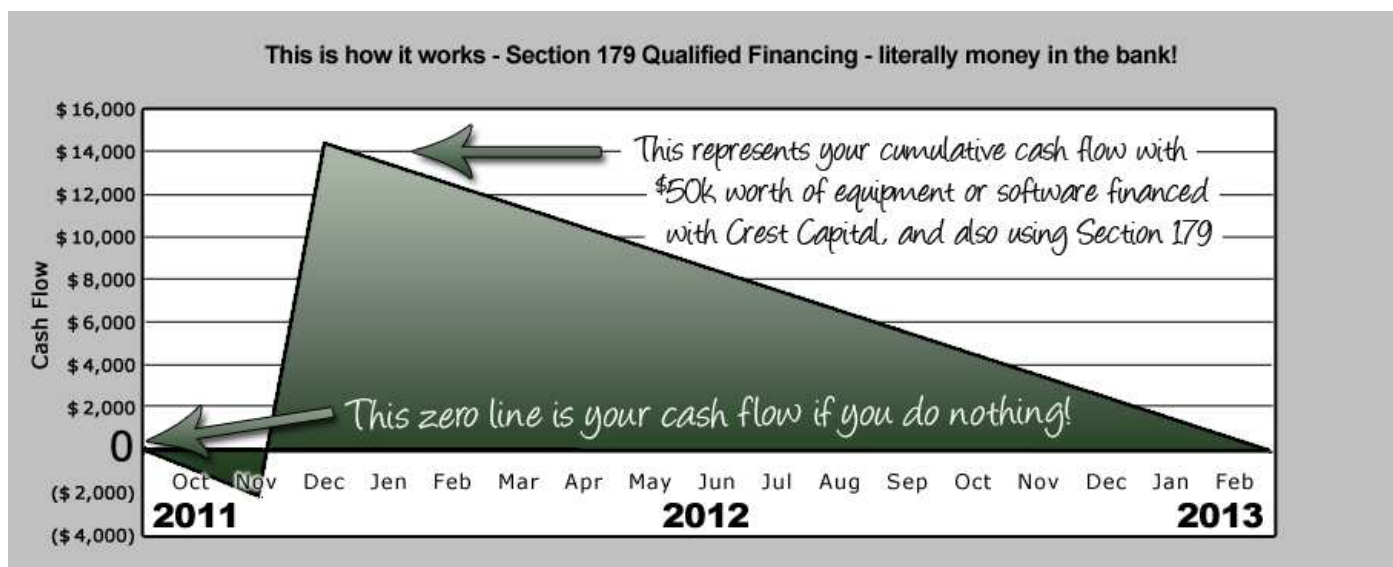 This is how it works - Section 179 Qualified Financing - literally money in the bank!
$ 16,000
$ 14,000
$ 12,000
$ 10,000
$ 8,000
$ 6,000
$ 4,000
$ 2,000
0
($ 2,000)
($ 4,000)
Cash Flow
This represents your cumulative cash flow with
$50k worth of equipment or software financed
with Crest Capital, and also using Section 179
This zero line is your cash flow if you do nothing!
Oct Nov Dec Jen Feb Mar Apr May Jun Jul Aug Sep Oct Nov Dec Jan Feb
2011 2012 2013